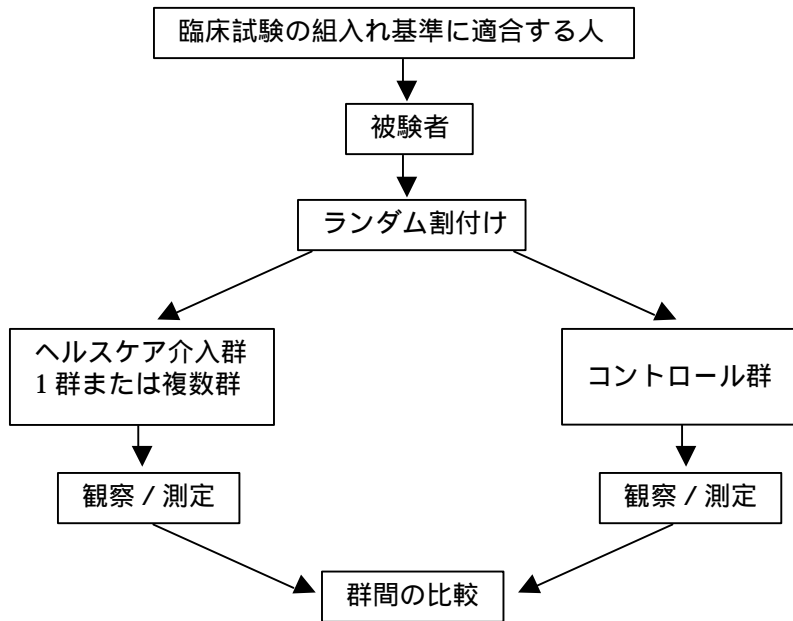 臨床試験の組入れ基準に適合する人
被験者
ランダム割付け
ヘルスケア介入群
1 群または複数群
コントロール群
観察 / 測定
観察 / 測定
群間の比較